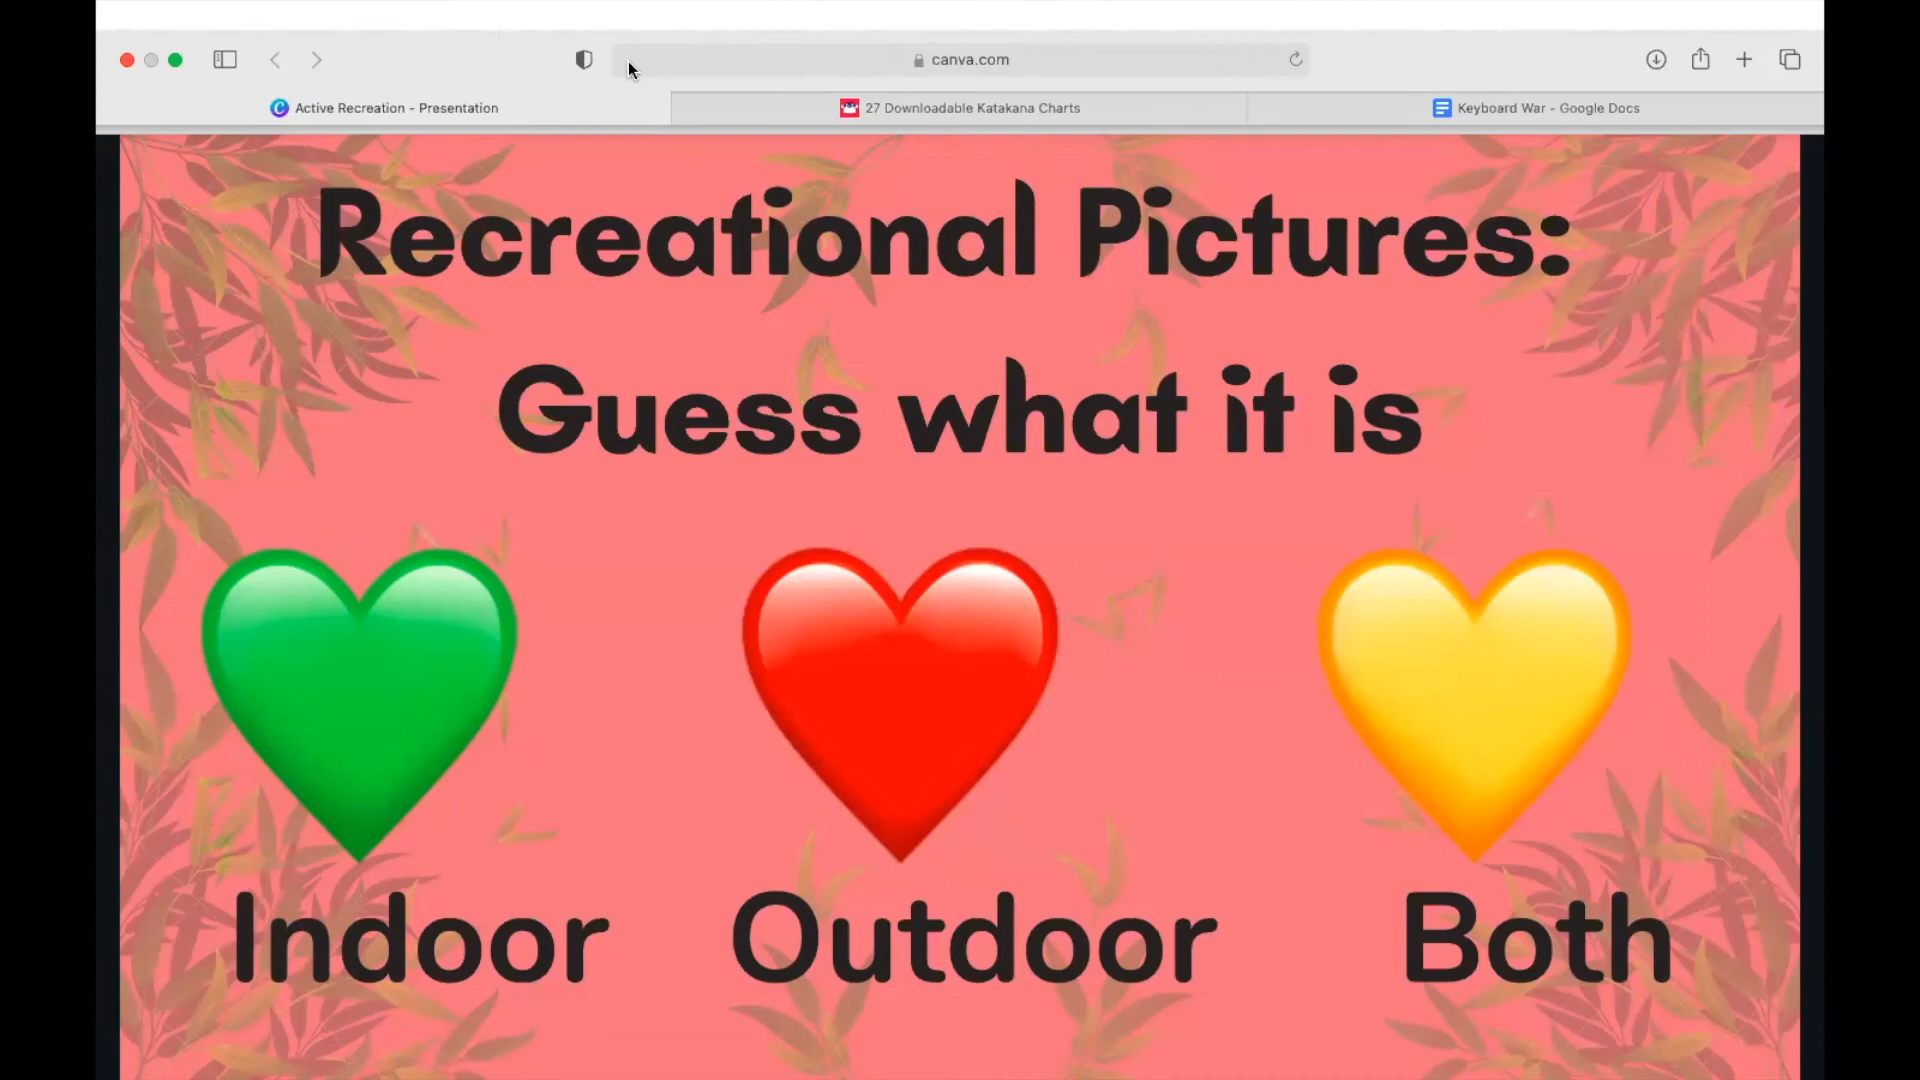 canva.com
Active Recreation - Presentation
27 Downloadable Katakana Charts
Keyboard War - Google Docs
Recreational Pictures:
Guess what it is
Indoor
Outdoor
Both